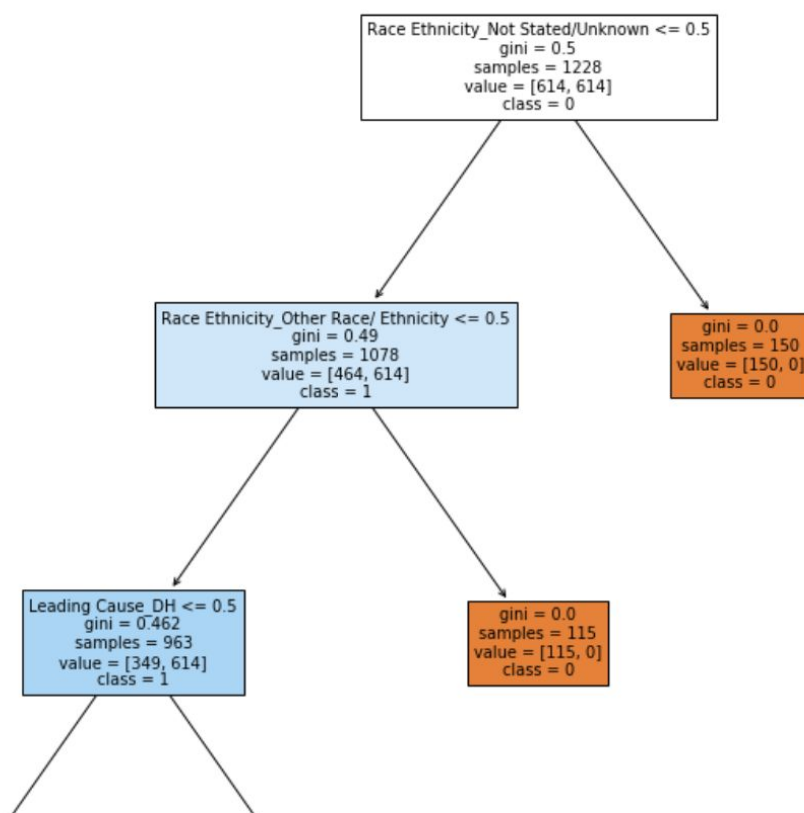 Race Ethnicity_Not Stated/Unknown <= 0.5
gini = 0.5
samples = 1228
value = [614, 614]
class = 0
Race Ethnicity_Other Race/ Ethnicity <= 0.5
gini = 0.49
samples = 1078
value = [464, 614]
class = 1
gini = 0.0
samples = 150
value = [150, 0]
class = 0
Leading Cause_DH <= 0.5
gini = 0.462
samples = 963
value = [349, 614]
class = 1
gini = 0.0
samples = 115
value = [115, 0]
class = 0